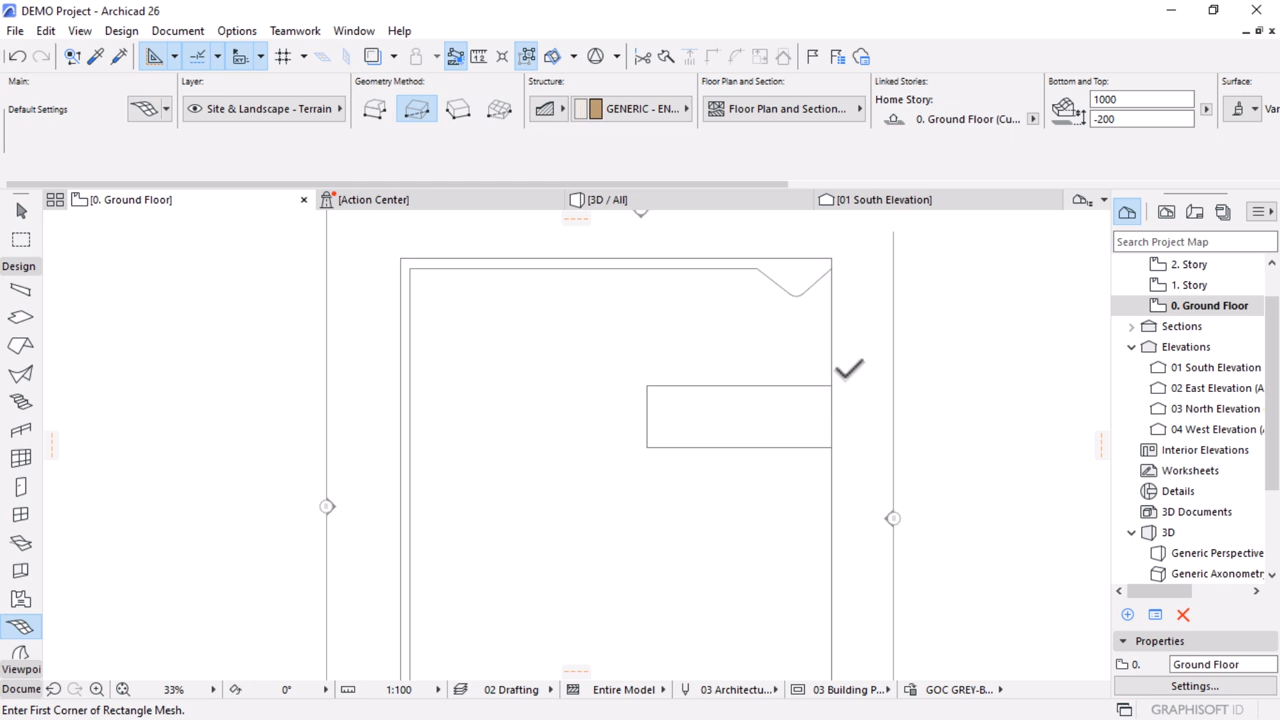 DEMO Project - Archicad 26
File Edit View Design Document Options Teamwork Window Help
Main:
Layer:
Geometry Method:
Structure:
Floor Plan and Section:
Linked Stories:
Bottom and Top:
Surface:
Default Settings
Site & Landscape - Terrain
GENERIC - EN...
Floor Plan and Section...
Home Story:
0. Ground Floor (Cu...
1000
-200
Var
[0. Ground Floor]
[Action Center]
[3D / All]
[01 South Elevation]
Design
Viewpoi
Docume
Search Project Map
2. Story
1. Story
0. Ground Floor
Sections
Elevations
01 South Elevation
02 East Elevation (A
03 North Elevation
04 West Elevation (
Interior Elevations
Worksheets
Details
3D Documents
3D
Generic Perspective
Generic Axonometr
Properties
0.
Ground Floor
Settings...
33%
0°
1:100
02 Drafting
Entire Model
03 Architectu...
03 Building P...
GOC GREY-B...
Enter First Corner of Rectangle Mesh.
GRAPHISOFT ID